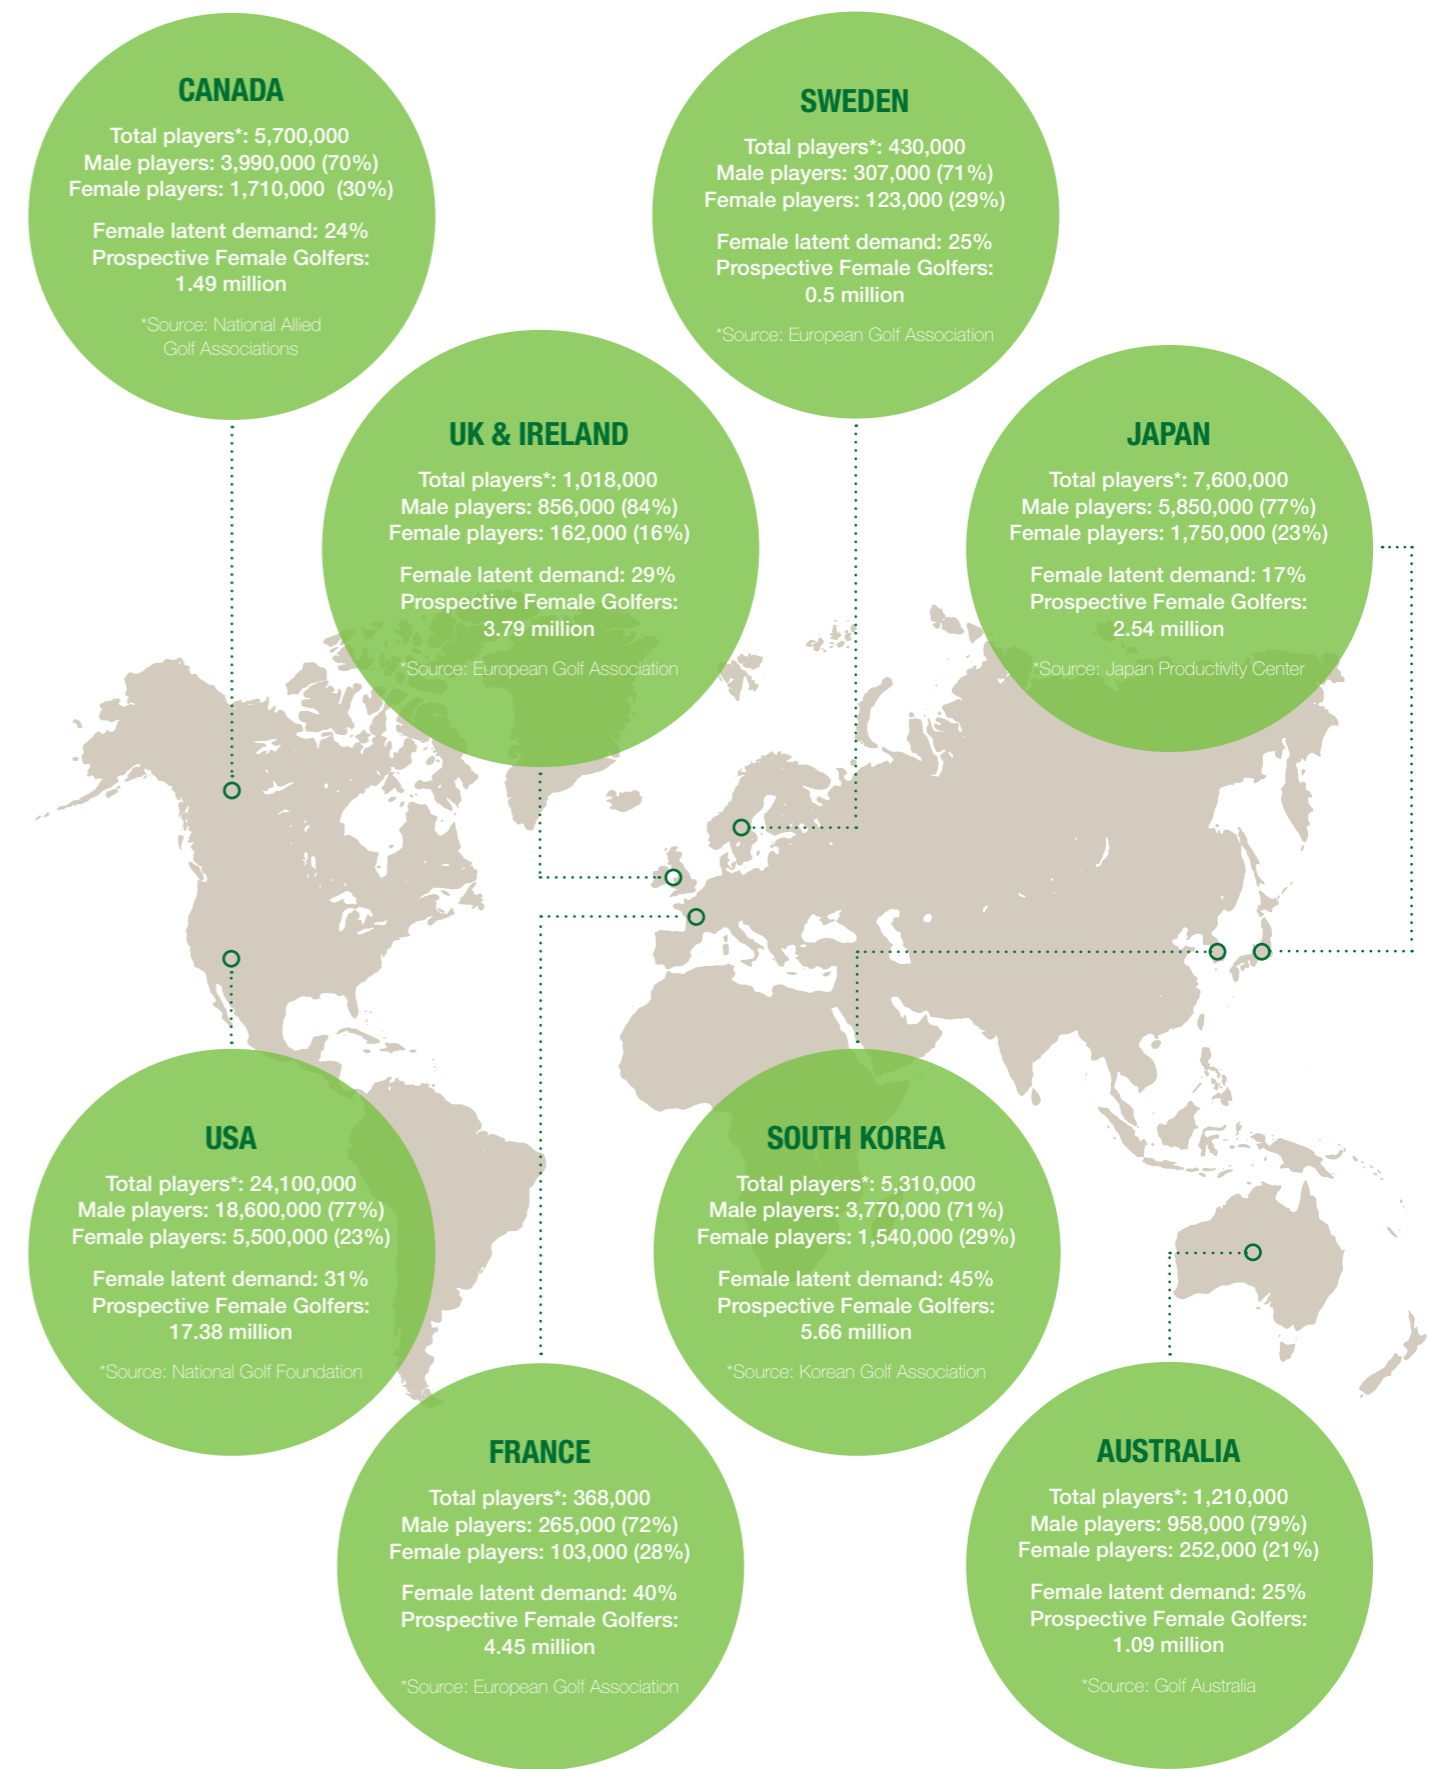 CANADA
Total players*: 5,700,000
Male players: 3,990,000 (70%)
Female players: 1,710,000 (30%)
Female latent demand: 24%
Prospective Female Golfers:
1.49 million
*Source: National Allied
Golf Associations
SWEDEN
Total players*: 430,000
Male players: 307,000 (71%)
Female players: 123,000 (29%)
Female latent demand: 25%
Prospective Female Golfers:
0.5 million
*Source: European Golf Association
UK & IRELAND
Total players*: 1,018,000
Male players: 856,000 (84%)
Female players: 162,000 (16%)
Female latent demand: 29%
Prospective Female Golfers:
3.79 million
*Source: European Golf Association
JAPAN
Total players*: 7,600,000
Male players: 5,850,000 (77%)
Female players: 1,750,000 (23%)
Female latent demand: 17%
Prospective Female Golfers:
2.54 million
*Source: Japan Productivity Center
USA
Total players*: 24,100,000
Male players: 18,600,000 (77%)
Female players: 5,500,000 (23%)
Female latent demand: 31%
Prospective Female Golfers:
17.38 million
*Source: National Golf Foundation
SOUTH KOREA
Total players*: 5,310,000
Male players: 3,770,000 (71%)
Female players: 1,540,000 (29%)
Female latent demand: 45%
Prospective Female Golfers:
5.66 million
*Source: Korean Golf Association
FRANCE
Total players*: 368,000
Male players: 265,000 (72%)
Female players: 103,000 (28%)
Female latent demand: 40%
Prospective Female Golfers:
4.45 million
*Source: European Golf Association
AUSTRALIA
Total players*: 1,210,000
Male players: 958,000 (79%)
Female players: 252,000 (21%)
Female latent demand: 25%
Prospective Female Golfers:
1.09 million
*Source: Golf Australia